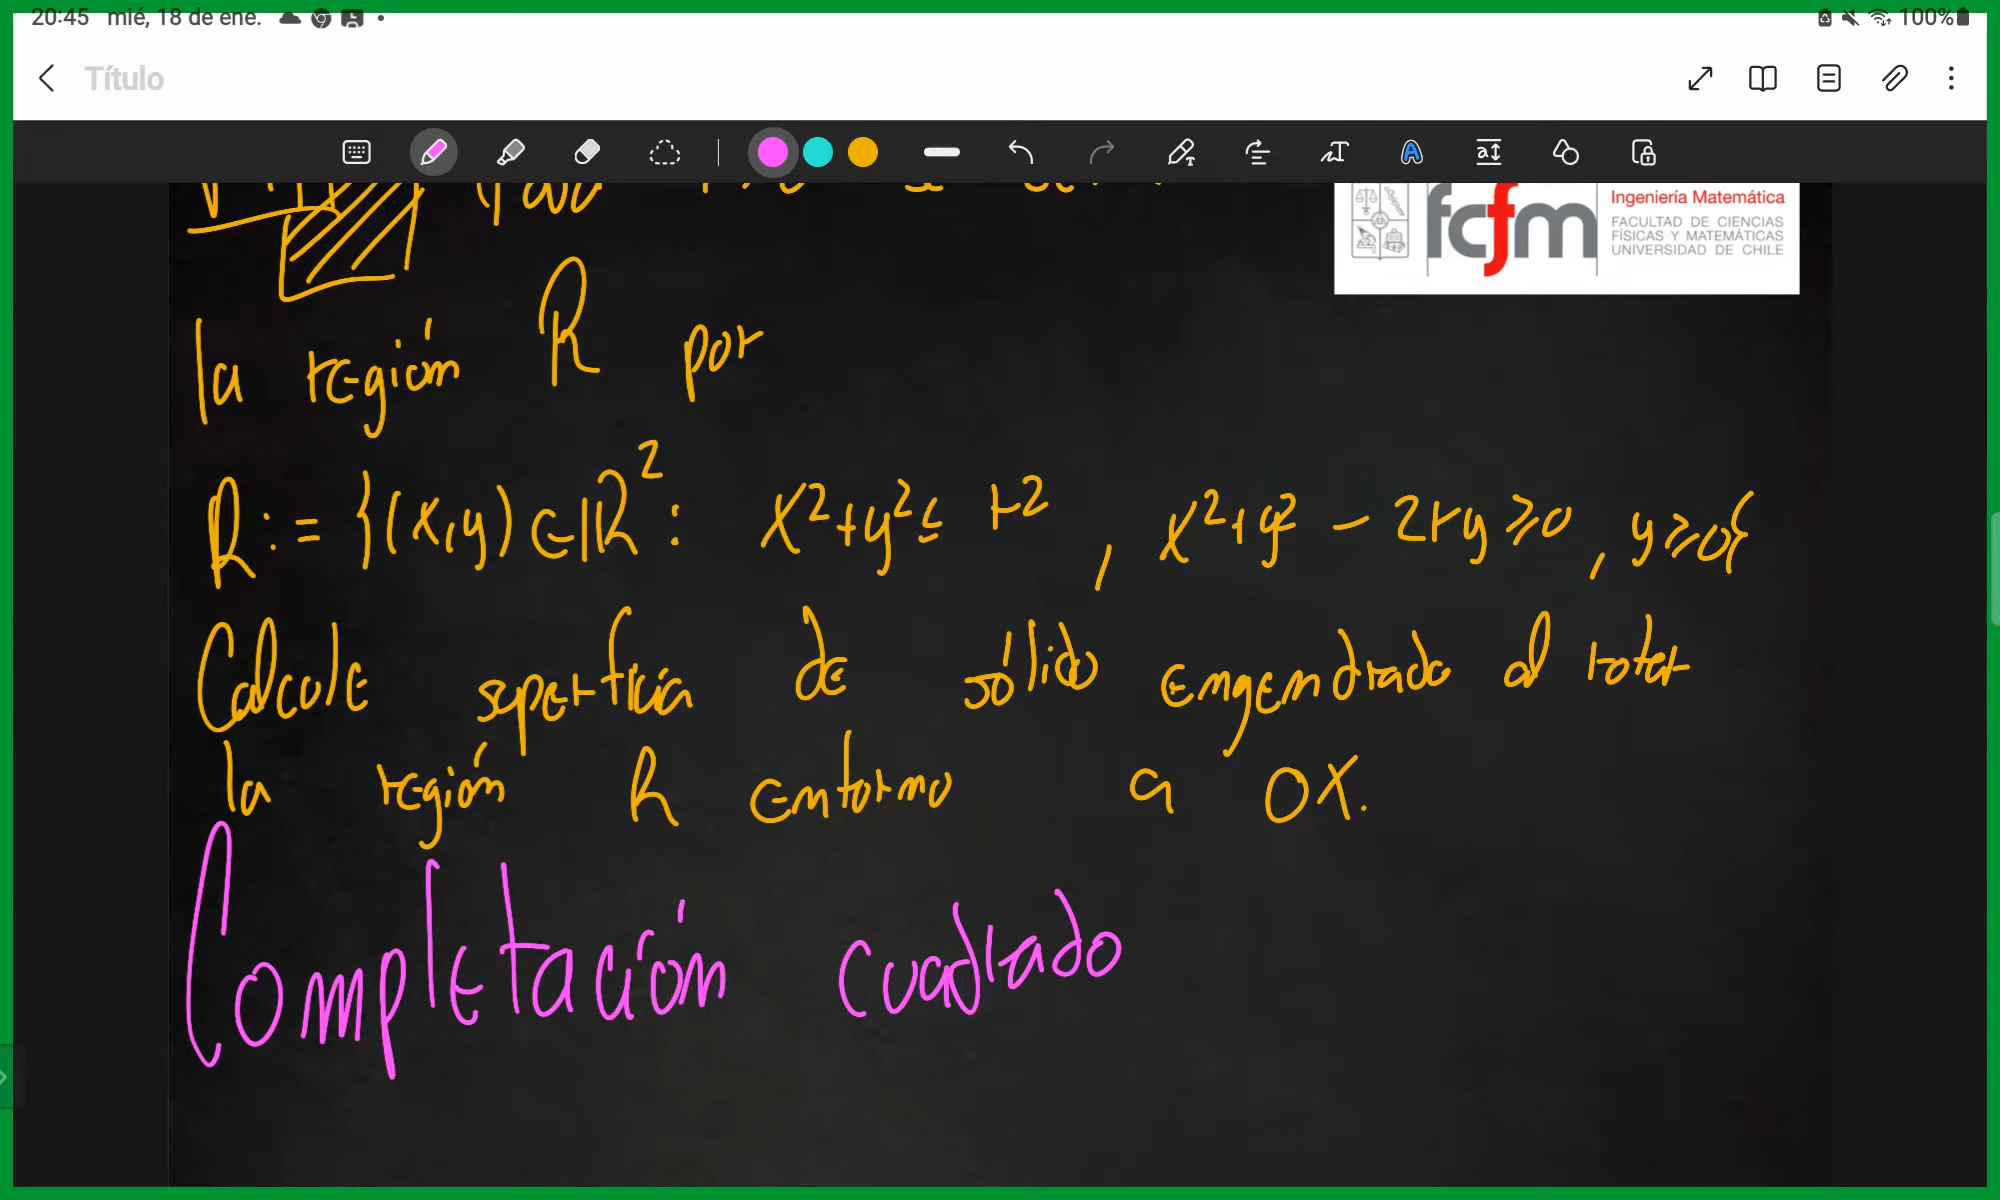 20:45 mié, 18 de ene.
100%
Título
Ingeniería Matemática
fcfm
FACULTAD DE CIENCIAS
FÍSICAS Y MATEMÁTICAS
UNIVERSIDAD DE CHILE
la región R por
R := {(x,y) ∈ ℝ² : x² + y² ≤ r² , x² + y² - 2ry ≥ 0 , y ≥ 0}
Calcule superficia de sólido engendrado al rotar
la región R entorno a OX.
Completación cuadrado